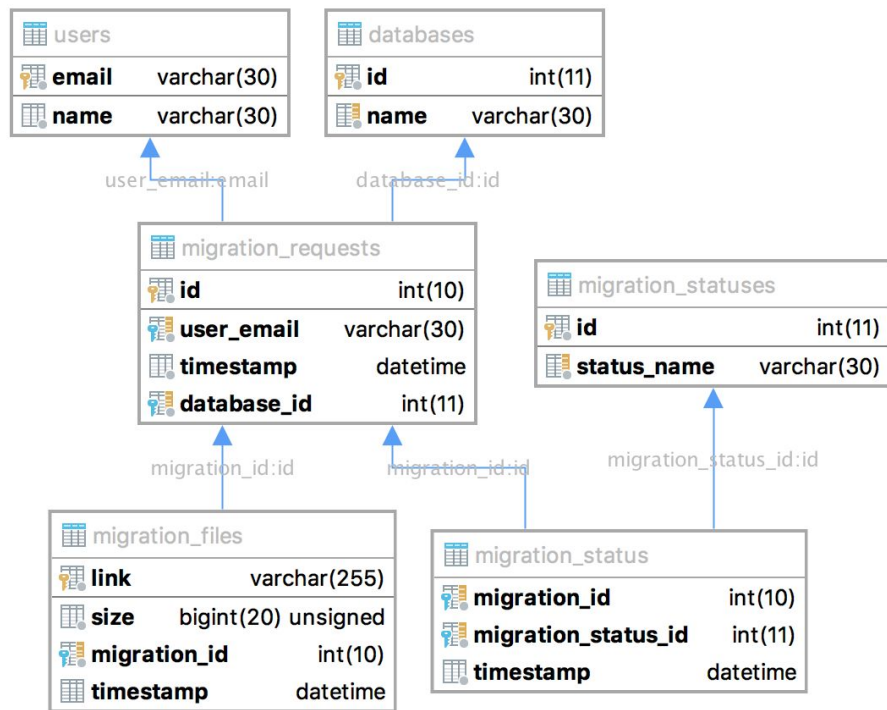 users
email varchar(30)
name varchar(30)
databases
id int(11)
name varchar(30)
user_email:email
database_id:id
migration_requests
id int(10)
user_email varchar(30)
timestamp datetime
database_id int(11)
migration_statuses
id int(11)
status_name varchar(30)
migration_id:id
migration_id:id
migration_status_id:id
migration_files
link varchar(255)
size bigint(20) unsigned
migration_id int(10)
timestamp datetime
migration_status
migration_id int(10)
migration_status_id int(11)
timestamp datetime